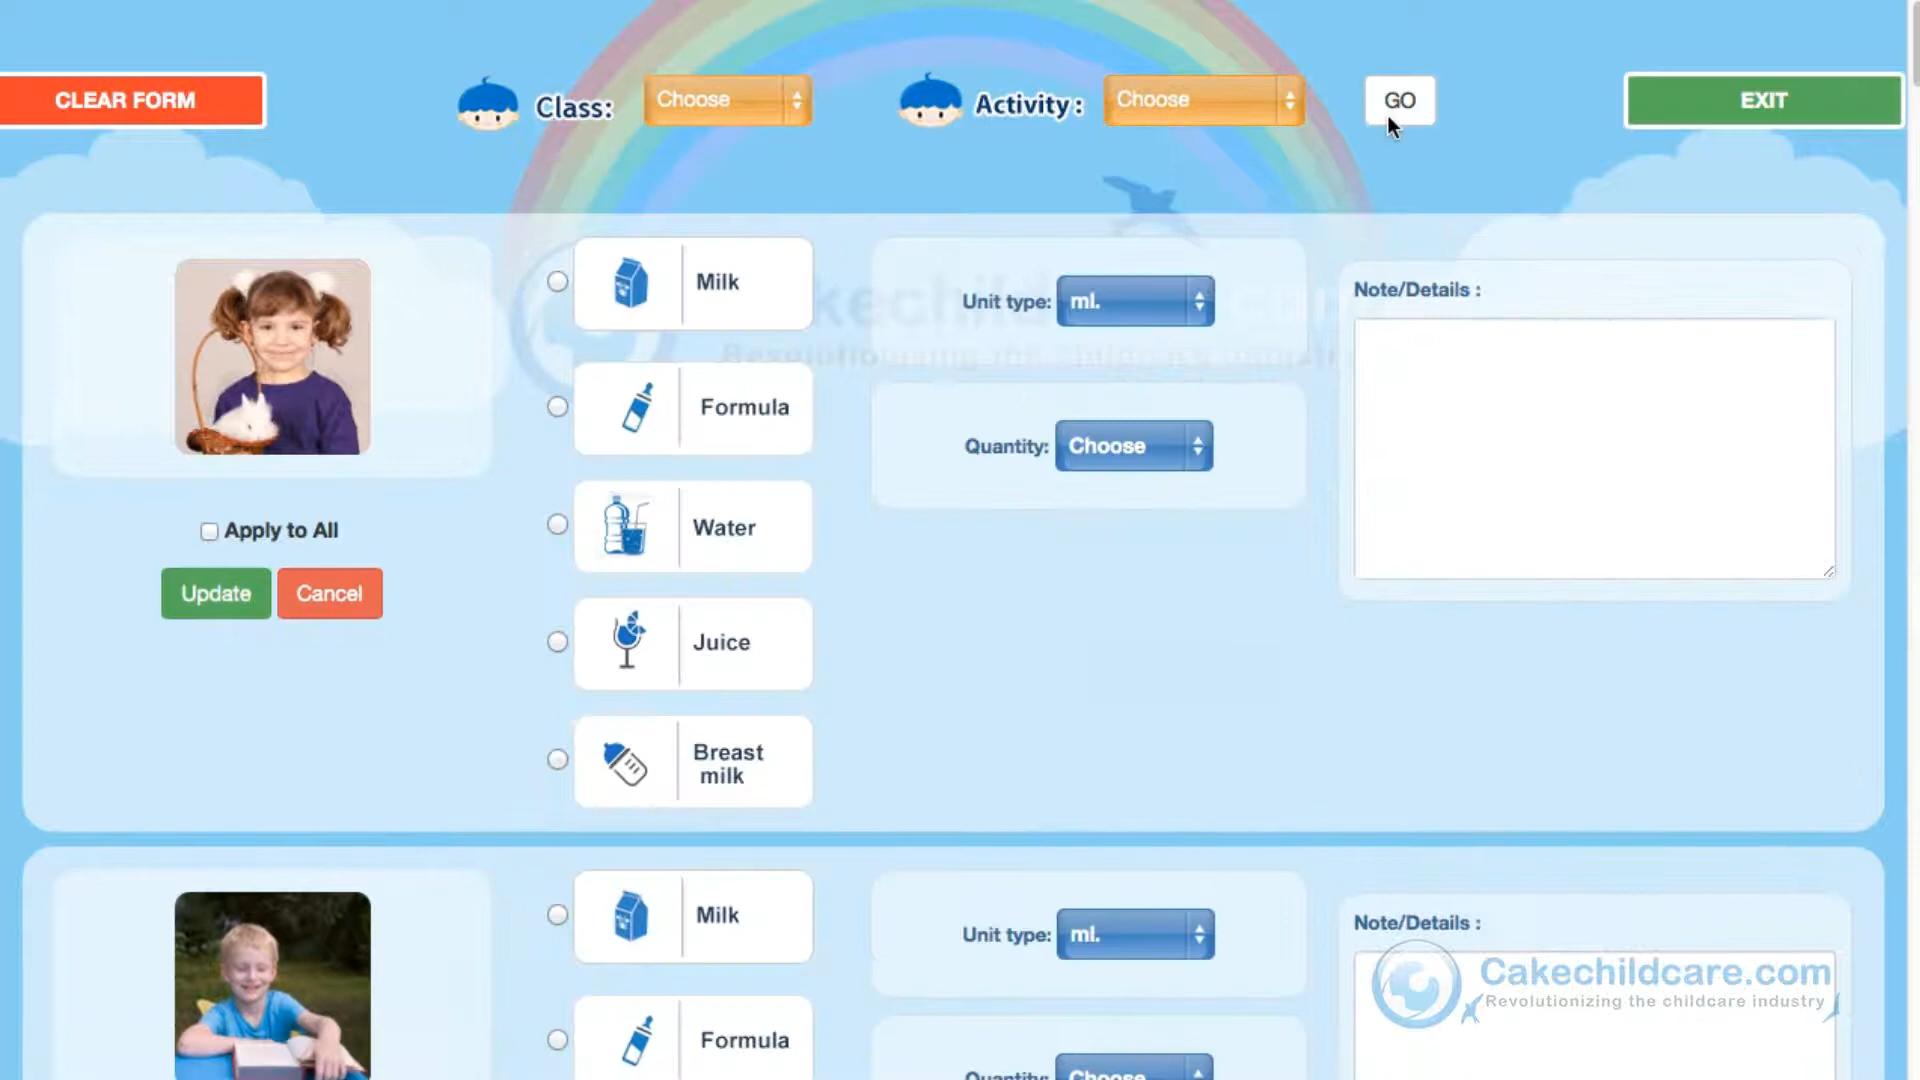 CLEAR FORM
Class:
Choose
Activity:
Choose
GO
EXIT
Milk
Formula
Water
Juice
Breast
milk
Unit type:
ml.
Quantity:
Choose
Note/Details :
Apply to All
Update
Cancel
Milk
Formula
Unit type:
ml.
Quantity:
Choose
Note/Details :
Cakechildcare.com
Revolutionizing the childcare industry